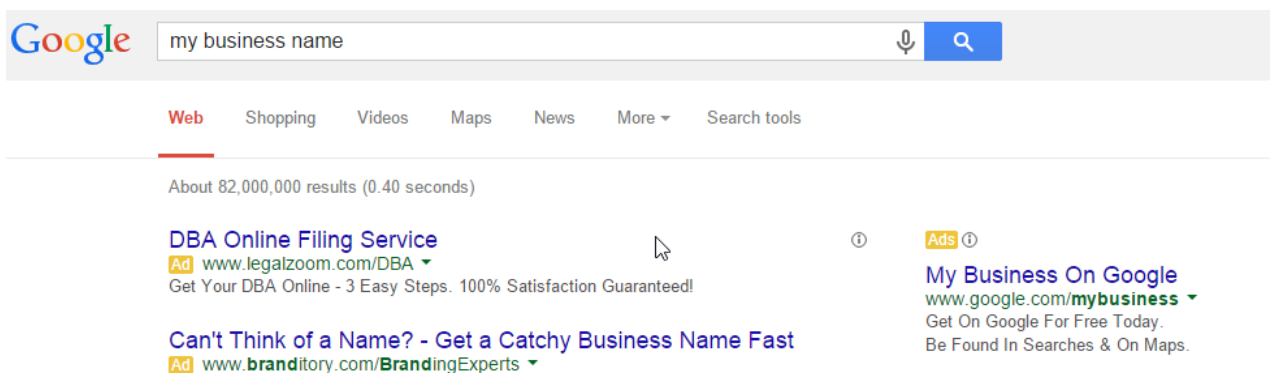 Google my business name
Web Shopping Videos Maps News More Search tools
About 82,000,000 results (0.40 seconds)
DBA Online Filing Service
Ad www.legalzoom.com/DBA
Get Your DBA Online - 3 Easy Steps. 100% Satisfaction Guaranteed!
Can't Think of a Name? - Get a Catchy Business Name Fast
Ad www.branditory.com/BrandingExperts
Ads
My Business On Google
www.google.com/mybusiness
Get On Google For Free Today.
Be Found In Searches & On Maps.